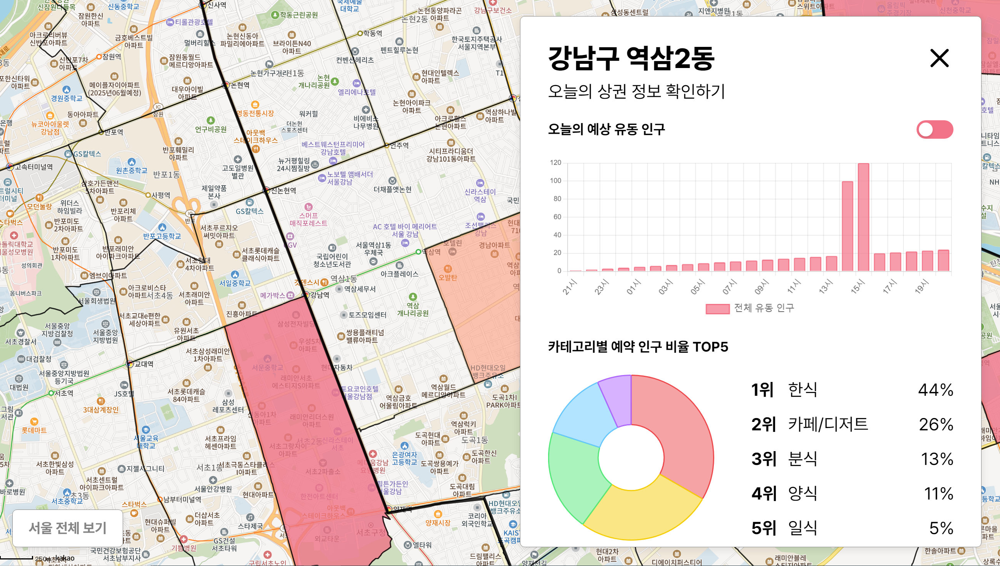 강남구 역삼2동
오늘의 상권 정보 확인하기
오늘의 예상 유동 인구
120
100
80
60
40
20
0
21시
23시
01시
03시
05시
07시
09시
11시
13시
15시
17시
19시
전체 유동 인구
카테고리별 예약 인구 비율 TOP5
1위 한식 44%
2위 카페/디저트 26%
3위 분식 13%
4위 양식 11%
5위 일식 5%
서울 전체 보기
250m
kakao
신사역
신동중학교
잠원한신
아파트
티롤관광호텔
학동근린공원
논현2동
논현동양파라곤
아파트
강남구보건소
삼성동센트럴
지앤미병원
아크로리버뷰
신반포아파트
금호베스트빌
아파트
멀버리힐스
논현신동아
파밀리에아파트
브라이튼N40
아파트
학동역
펜트힐루논현
한국토지주택공사
서울지역본부
잠원역
신반포7차
아파트
잠원동월드
메르디앙아파트
컨벤션헤리츠
논현가구거리
T1
메이플자이아파트
(2025년06월예정)
경원중학교
대우아이빌
아파트
논현역
논현
개나리공원
엘리에나호텔
현대인텔렉스
아파트
논현아이파크
아파트
잠원
동아아파트
뉴코아아울렛
강남점
반포역
언구비공원
영동전통시장
워커힐
더논현
스포츠센터
비에비스
나무병원
아크로힐스
논현아파트
역삼하나빌
아파트
아웃백
스테이크하우스
베스트웨스턴프리미어
강남호텔
언주역
시티프라디움더
강남101동아파트
GS칼텍스
반포훼밀리
아파트
고속터미널역
원촌중학교
반포1동
고도일병원
별관
뉴거평힐링
24시찜질방
노보텔 앰배서더
서울강남
더채플앳논현
신라스테이
역삼
삼호가든맨션
5차아파트
사평역
제일약품
본사
신논현역
모던눌랑
위더스
하임빌라
반포리체
아파트
GS칼텍스
스머프
매직포레스트
스타벅스
반포미도
2차아파트
반포고등학교
서초푸르지오
써밋아파트
AC 호텔 바이 메리어트
서울 강남
조선팰리스
강남
반포미도
1차아파트
반포래미안
아이파크아파트
서초롯데캐슬
클래식아파트
국립어린이
청소년도서관
서울역삼1동
우체국
역삼역
호텔린
경남아파트
성의회관
서초현대
4차아파트
아크플레이스
오발탄
엠브이아파트
서일중학교
갓덴스시
역삼1동
역삼세무서
옴니버스파크
서울회생법원
아크로비스타
아파트
서초4동
서초래미안
아파트
메가박스
강남역
역삼
개나리공원
서초교대e편한
세상아파트
진흥아파트
삼성전자빌딩
토즈모임센터
서울중앙
지방검찰청
서울중앙
지방법원
유원서초
아파트
쌍용플래티넘
밸류아파트
서초경찰서
우성5차
아파트
대검찰청
교대역
서초삼성래미안
1차아파트
서운중학교
현대자동차
HD현대오일
뱅크주유소
서울중앙지방법원
등기국
대법원
래미안서초
에스티지S아파트
서초역
JS호텔
서초롯데캐슬
84아파트
삼성
레포츠센터
토요코인호텔
서울강남점
역삼금호
어울림아파트
역삼월드
메르디앙아파트
3대삼계장인
신동아1차
아파트
래미안리더스원
아파트
롯데마트
서울교육
대학교
서초프라임
헤센아파트
서초그랑자이
아파트
서초2동
신라스테이
서초
도곡현대
아파트
역삼럭키
아파트
도곡1동
서초한빛삼성
아파트
지젤시그니티
서초1동
서초극동스타클래스
I아파트
서초2파출소
은광여자
고등학교
도곡쌍용예가
아파트
도곡한신
아파트
서초센트럴
아이파크아파트
서울안강병원
현대아파트
한전아트센터
힐튼가든인
서울강남
도곡대림
아파트
서초중학교
남부터미널역
스타벅스
아웃백
스테이크하우스
양재역
양재시장
코리아
외국인학교
현대슈퍼빌
아파트
더샵서초
아파트
스타제국
외교타운
서초구청
GS건설
서초타워
기쁨병원
엘타워
드림팰리스
아파트
국민건강보험공단
서초남부지사
구립서초노인
현대2차
아파트
디에이치퍼스티어
래미안블레
한솔아파트